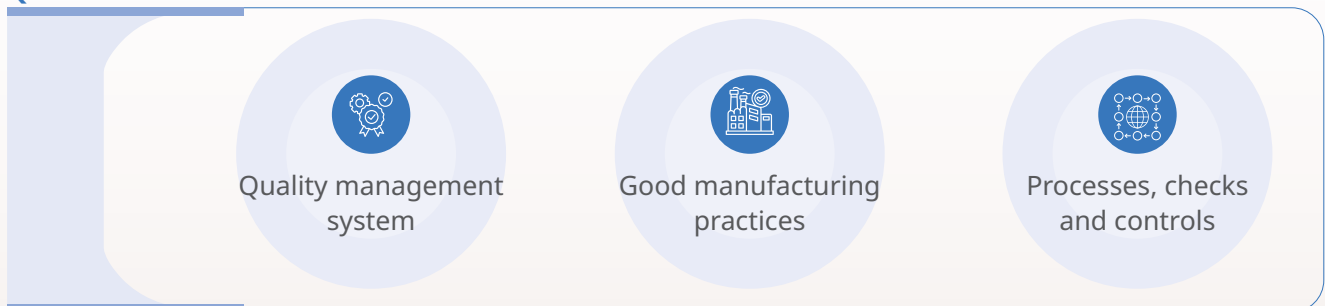 Quality management
system
Good manufacturing
practices
Processes, checks
and controls